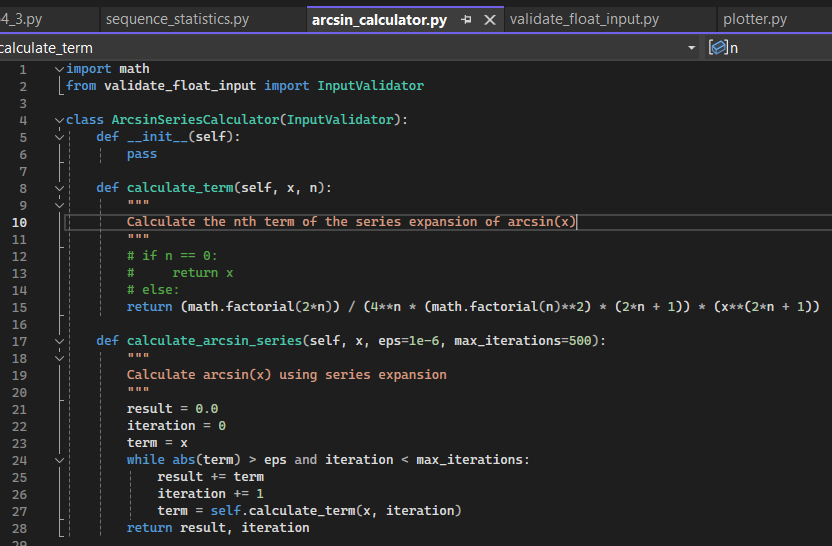 4_3.py sequence_statistics.py arcsin_calculator.py validate_float_input.py plotter.py
calculate_term n
1 import math
2 from validate_float_input import InputValidator
3
4 class ArcsinSeriesCalculator(InputValidator):
5 def __init__(self):
6 pass
7
8 def calculate_term(self, x, n):
9 """
10 Calculate the nth term of the series expansion of arcsin(x)
11 """
12 # if n == 0:
13 #     return x
14 # else:
15 return (math.factorial(2*n)) / (4**n * (math.factorial(n)**2) * (2*n + 1)) * (x**(2*n + 1))
16
17 def calculate_arcsin_series(self, x, eps=1e-6, max_iterations=500):
18 """
19 Calculate arcsin(x) using series expansion
20 """
21 result = 0.0
22 iteration = 0
23 term = x
24 while abs(term) > eps and iteration < max_iterations:
25 result += term
26 iteration += 1
27 term = self.calculate_term(x, iteration)
28 return result, iteration
29